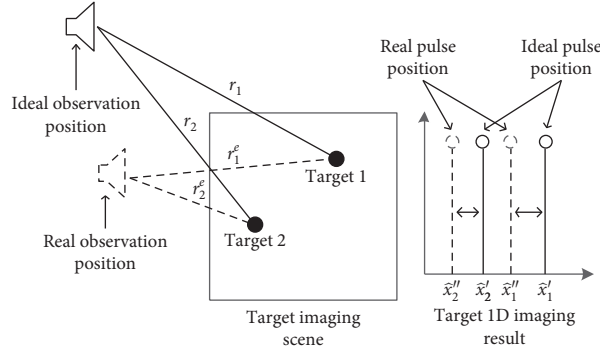 Ideal observation
position
r₁
r₂
r₁ᵉ
r₂ᵉ
Target 1
Target 2
Real observation
position
Target imaging
scene
Real pulse
position
Ideal pulse
position
x̂₂″ x̂₂′ x̂₁″ x̂₁′
Target 1D imaging
result